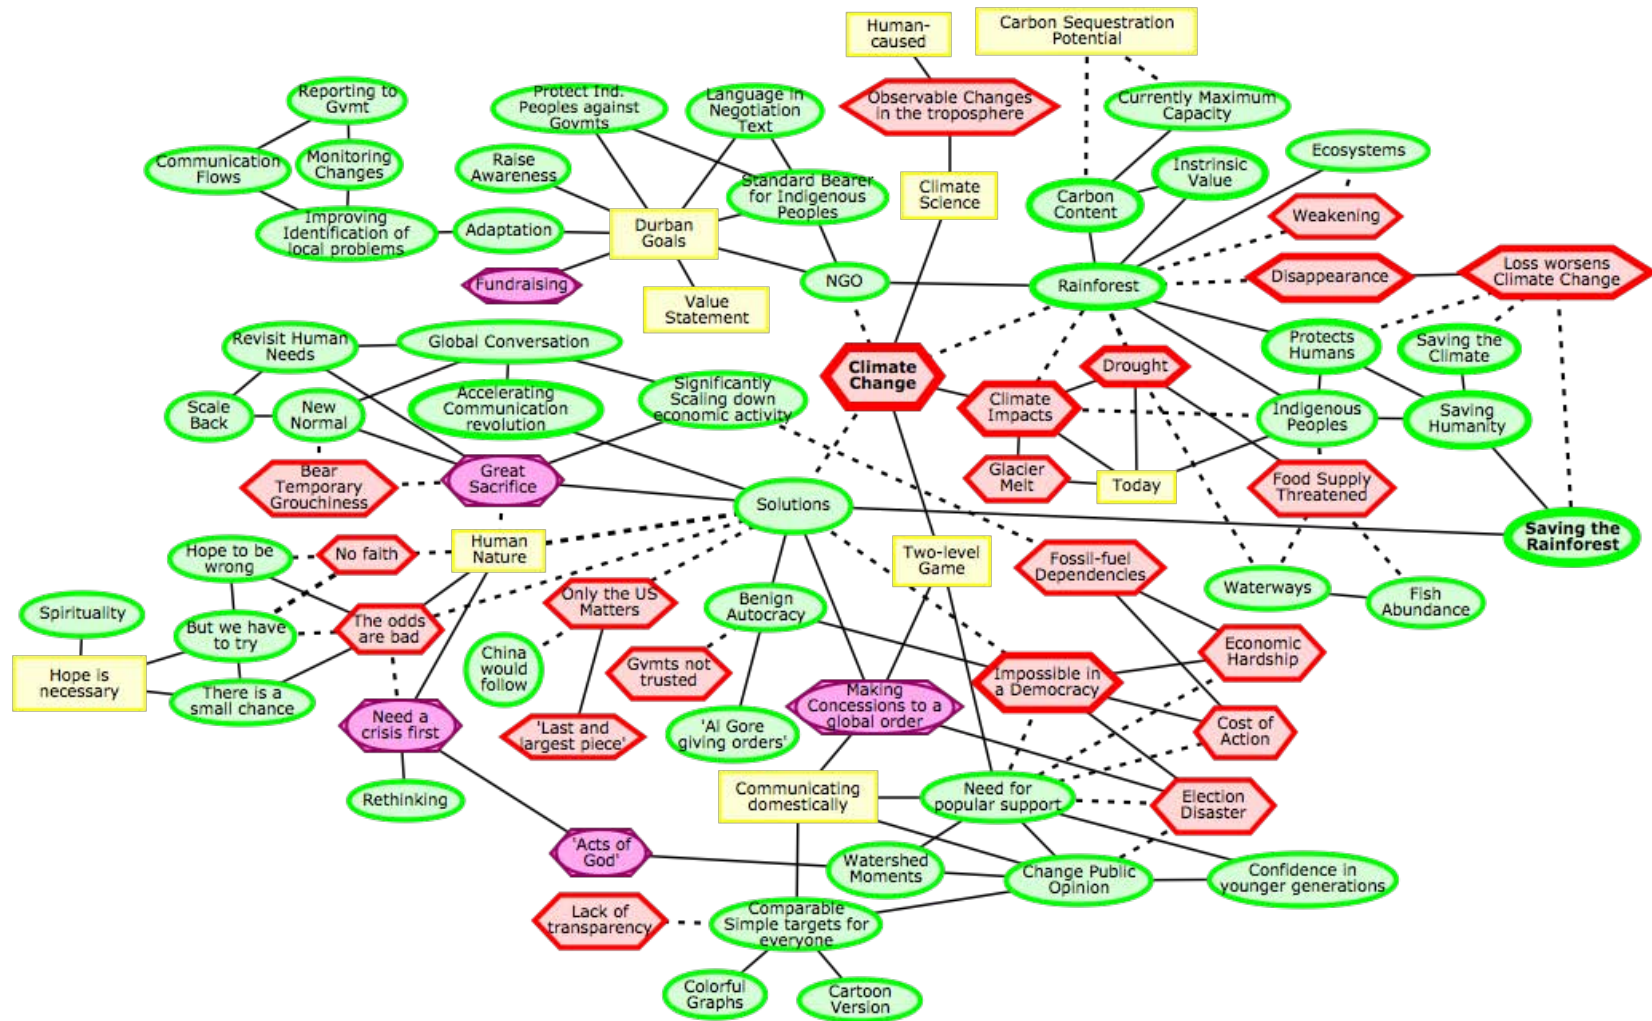 Human-
caused
Carbon Sequestration
Potential
Reporting to
Gvmt
Protect Ind.
Peoples against
Govmts
Language in
Negotiation
Text
Observable Changes
in the troposphere
Currently Maximum
Capacity
Communication
Flows
Monitoring
Changes
Raise
Awareness
Standard Bearer
for Indigenous
Peoples
Climate
Science
Carbon
Content
Instrinsic
Value
Ecosystems
Weakening
Improving
Identification of
local problems
Adaptation
Durban
Goals
Fundraising
Value
Statement
NGO
Rainforest
Disappearance
Loss worsens
Climate Change
Revisit Human
Needs
Global Conversation
Climate
Change
Drought
Protects
Humans
Saving the
Climate
Scale
Back
New
Normal
Accelerating
Communication
revolution
Significantly
Scaling down
economic activity
Climate
Impacts
Indigenous
Peoples
Saving
Humanity
Bear
Temporary
Grouchiness
Great
Sacrifice
Glacier
Melt
Today
Food Supply
Threatened
Solutions
Saving the
Rainforest
Hope to be
wrong
No faith
Human
Nature
Two-level
Game
Fossil-fuel
Dependencies
Waterways
Fish
Abundance
Spirituality
But we have
to try
The odds
are bad
Only the US
Matters
Benign
Autocracy
China
would
follow
Gvmts not
trusted
Impossible in
a Democracy
Economic
Hardship
Hope is
necessary
There is a
small chance
Need a
crisis first
'Last and
largest piece'
'Al Gore
giving orders'
Making
Concessions to a
global order
Cost of
Action
Rethinking
Communicating
domestically
Need for
popular support
Election
Disaster
'Acts of
God'
Watershed
Moments
Change Public
Opinion
Confidence in
younger generations
Lack of
transparency
Comparable
Simple targets for
everyone
Colorful
Graphs
Cartoon
Version